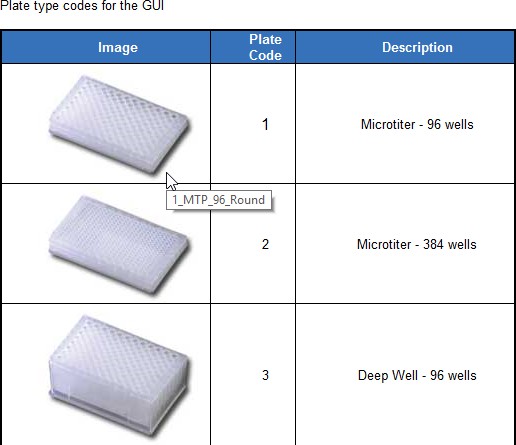 Plate type codes for the GUI
Image
Plate
Code
Description
1
Microtiter - 96 wells
1_MTP_96_Round
2
Microtiter - 384 wells
3
Deep Well - 96 wells